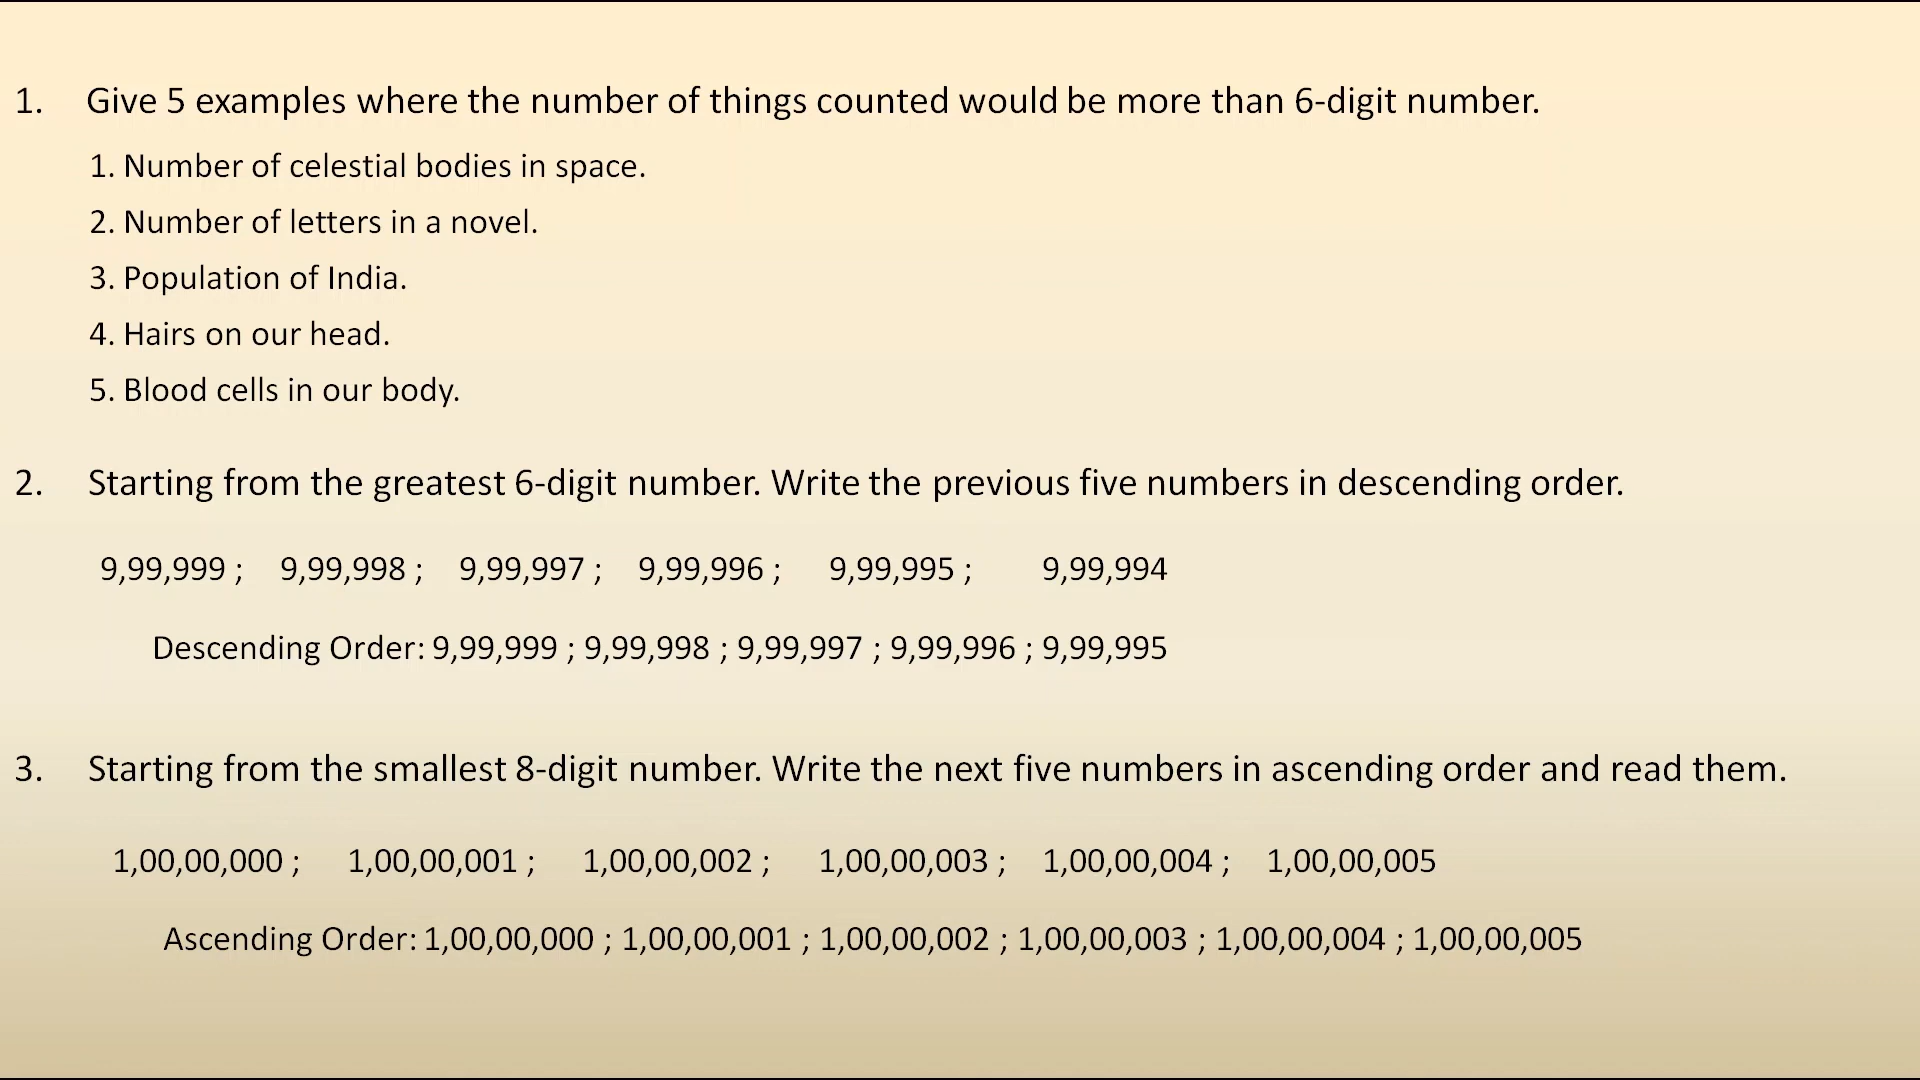 1. Give 5 examples where the number of things counted would be more than 6-digit number.
1. Number of celestial bodies in space.
2. Number of letters in a novel.
3. Population of India.
4. Hairs on our head.
5. Blood cells in our body.
2. Starting from the greatest 6-digit number. Write the previous five numbers in descending order.
9,99,999 ; 9,99,998 ; 9,99,997 ; 9,99,996 ; 9,99,995 ; 9,99,994
Descending Order: 9,99,999 ; 9,99,998 ; 9,99,997 ; 9,99,996 ; 9,99,995
3. Starting from the smallest 8-digit number. Write the next five numbers in ascending order and read them.
1,00,00,000 ; 1,00,00,001 ; 1,00,00,002 ; 1,00,00,003 ; 1,00,00,004 ; 1,00,00,005
Ascending Order: 1,00,00,000 ; 1,00,00,001 ; 1,00,00,002 ; 1,00,00,003 ; 1,00,00,004 ; 1,00,00,005